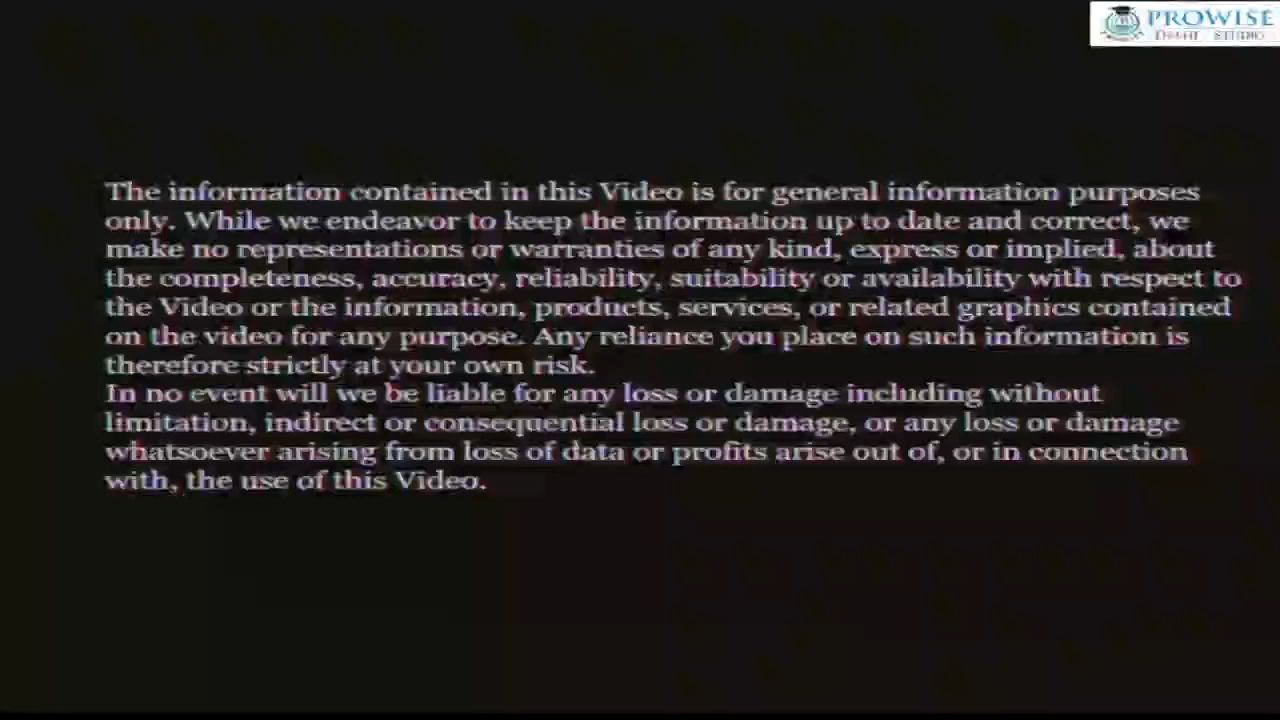 PROWISE
The information contained in this Video is for general information purposes
only. While we endeavor to keep the information up to date and correct, we
make no representations or warranties of any kind, express or implied, about
the completeness, accuracy, reliability, suitability or availability with respect to
the Video or the information, products, services, or related graphics contained
on the video for any purpose. Any reliance you place on such information is
therefore strictly at your own risk.
In no event will we be liable for any loss or damage including without
limitation, indirect or consequential loss or damage, or any loss or damage
whatsoever arising from loss of data or profits arise out of, or in connection
with, the use of this Video.